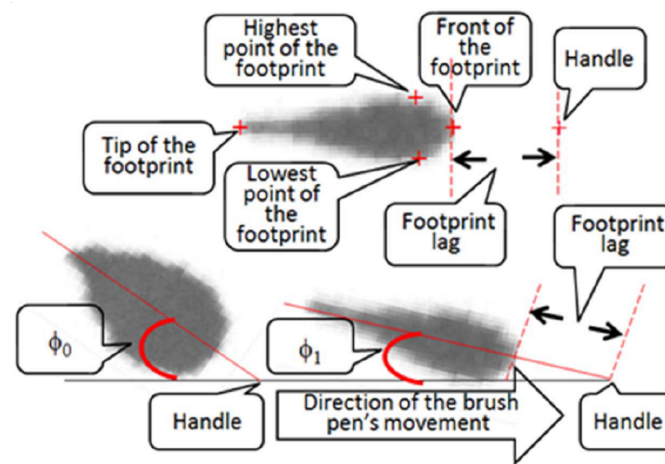 Highest
point of the
footprint
Front of
the
footprint
Handle
Tip of the
footprint
Lowest
point of
the
footprint
Footprint
lag
Footprint
lag
ϕ0
ϕ1
Handle
Direction of the brush
pen's movement
Handle